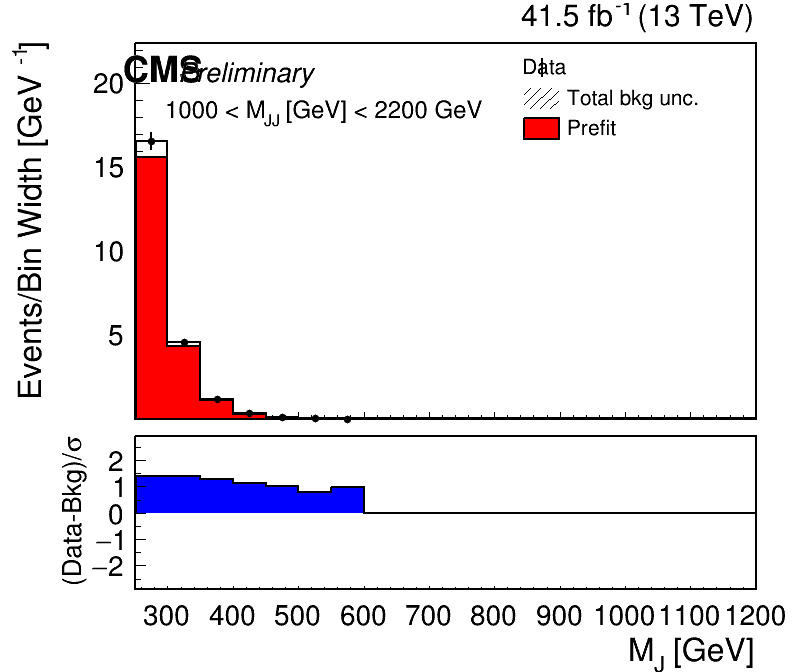 41.5 fb-1 (13 TeV)
CMS Preliminary
1000 < MJJ [GeV] < 2200 GeV
Data
Total bkg unc.
Prefit
Events/Bin Width [GeV-1]
20
15
10
5
(Data-Bkg)/σ
2
1
0
−1
−2
300 400 500 600 700 800 900 1000 1100 1200
MJ [GeV]